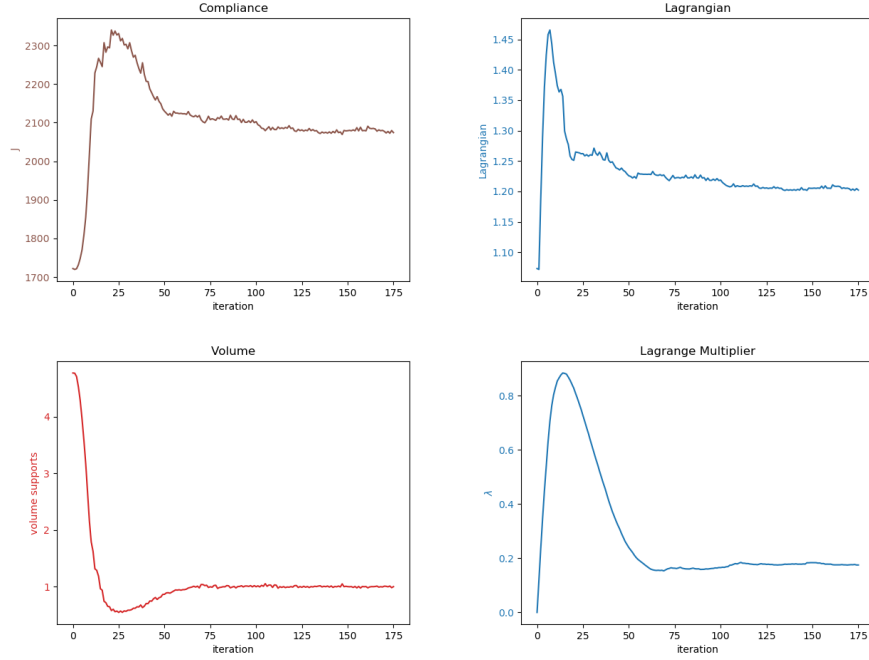 Compliance
2300
2200
2100
2000
1900
1800
1700
J
0 25 50 75 100 125 150 175
iteration
Lagrangian
1.45
1.40
1.35
1.30
1.25
1.20
1.15
1.10
Lagrangian
0 25 50 75 100 125 150 175
iteration
Volume
4
3
2
1
volume supports
0 25 50 75 100 125 150 175
iteration
Lagrange Multiplier
0.8
0.6
0.4
0.2
0.0
λ
0 25 50 75 100 125 150 175
iteration